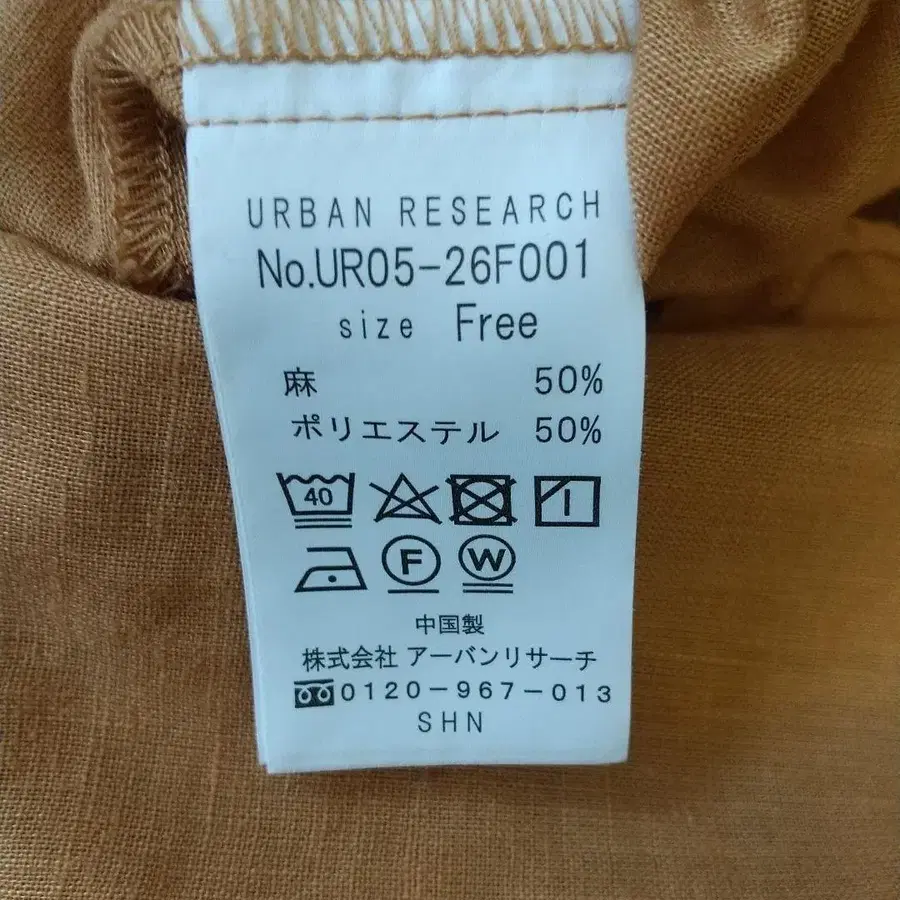 URBAN RESEARCH
No.UR05-26F001
size Free
麻 50%
ポリエステル 50%
40
F W
中国製
株式会社 アーバンリサーチ
0120-967-013
SHN